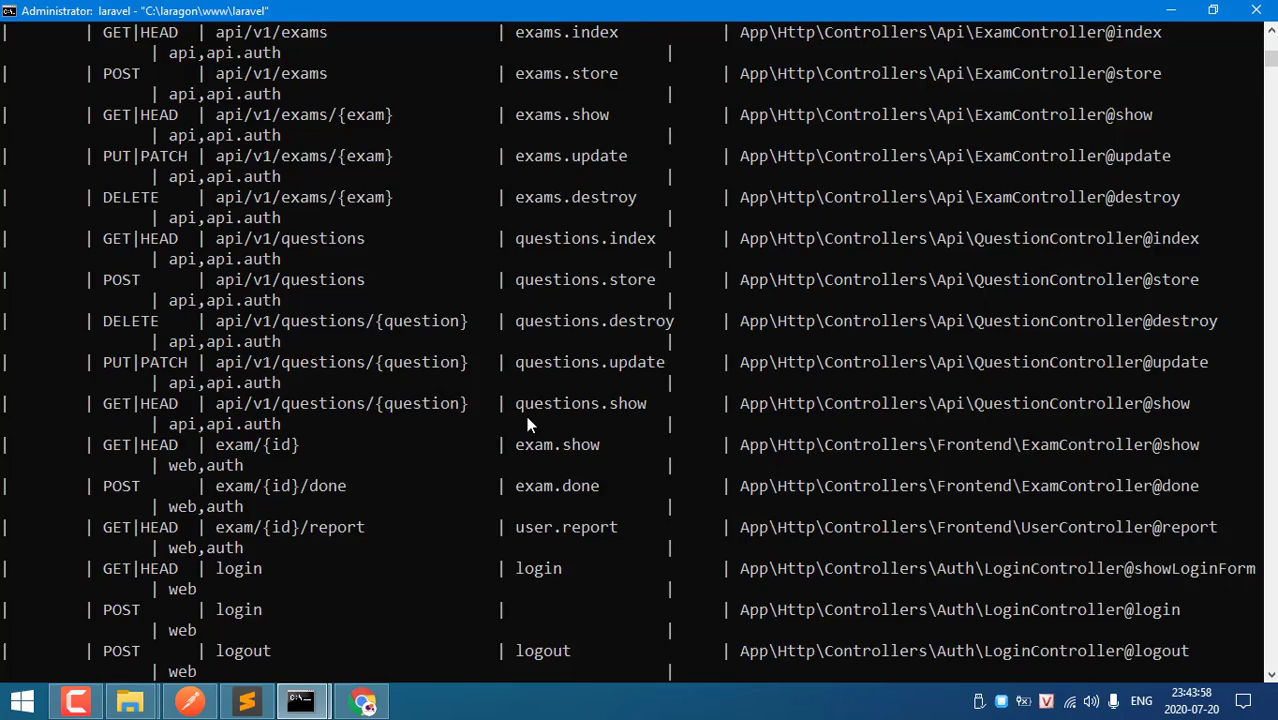 Administrator: laravel - "C:\laragon\www\laravel"
| | GET|HEAD | api/v1/exams | exams.index | App\Http\Controllers\Api\ExamController@index
| api,api.auth |
| | POST | api/v1/exams | exams.store | App\Http\Controllers\Api\ExamController@store
| api,api.auth |
| | GET|HEAD | api/v1/exams/{exam} | exams.show | App\Http\Controllers\Api\ExamController@show
| api,api.auth |
| | PUT|PATCH | api/v1/exams/{exam} | exams.update | App\Http\Controllers\Api\ExamController@update
| api,api.auth |
| | DELETE | api/v1/exams/{exam} | exams.destroy | App\Http\Controllers\Api\ExamController@destroy
| api,api.auth |
| | GET|HEAD | api/v1/questions | questions.index | App\Http\Controllers\Api\QuestionController@index
| api,api.auth |
| | POST | api/v1/questions | questions.store | App\Http\Controllers\Api\QuestionController@store
| api,api.auth |
| | DELETE | api/v1/questions/{question} | questions.destroy | App\Http\Controllers\Api\QuestionController@destroy
| api,api.auth |
| | PUT|PATCH | api/v1/questions/{question} | questions.update | App\Http\Controllers\Api\QuestionController@update
| api,api.auth |
| | GET|HEAD | api/v1/questions/{question} | questions.show | App\Http\Controllers\Api\QuestionController@show
| api,api.auth |
| | GET|HEAD | exam/{id} | exam.show | App\Http\Controllers\Frontend\ExamController@show
| web,auth |
| | POST | exam/{id}/done | exam.done | App\Http\Controllers\Frontend\ExamController@done
| web,auth |
| | GET|HEAD | exam/{id}/report | user.report | App\Http\Controllers\Frontend\UserController@report
| web,auth |
| | GET|HEAD | login | login | App\Http\Controllers\Auth\LoginController@showLoginForm
| web |
| | POST | login | | App\Http\Controllers\Auth\LoginController@login
| web |
| | POST | logout | logout | App\Http\Controllers\Auth\LoginController@logout
| web |
C:\_
V
ENG
23:43:58
2020-07-20